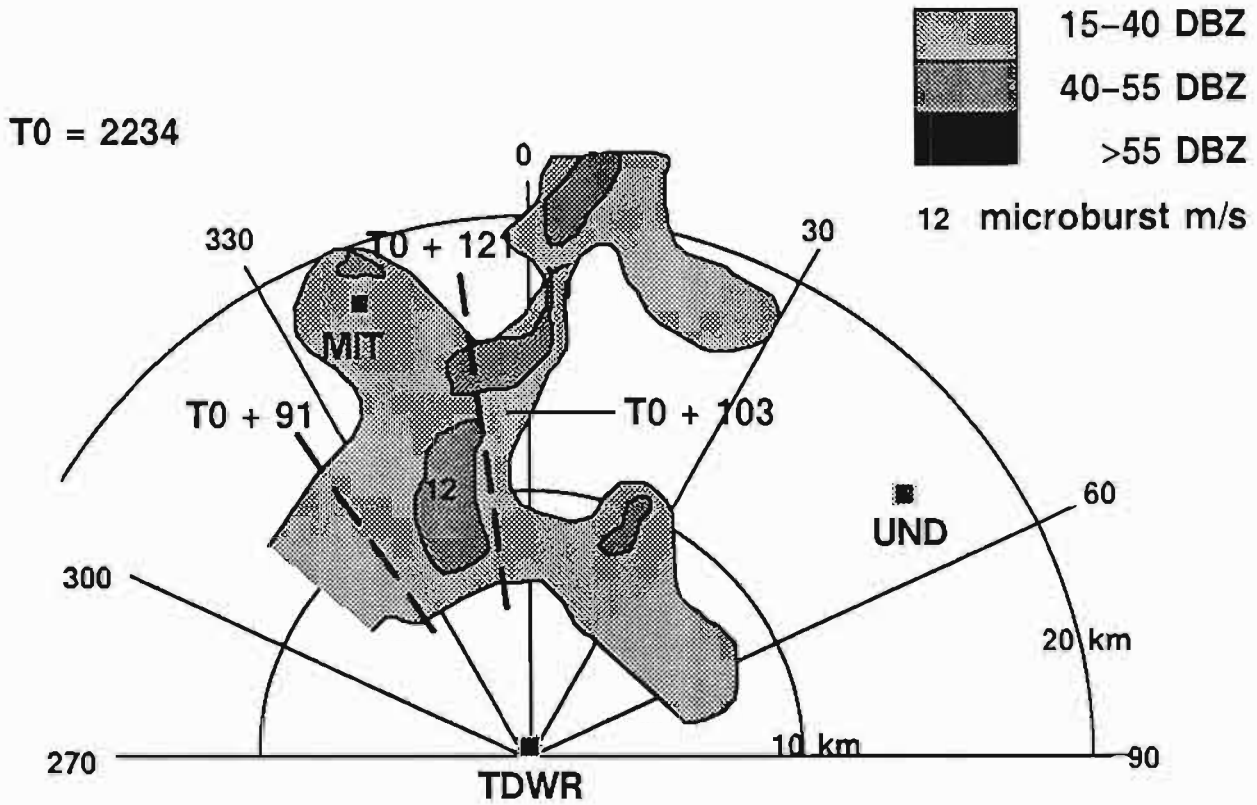 15–40 DBZ
40–55 DBZ
>55 DBZ
12 microburst m/s
T0 = 2234
0
330
T0 + 121
30
MIT
T0 + 91
T0 + 103
12
60
UND
300
20 km
10 km
270
90
TDWR